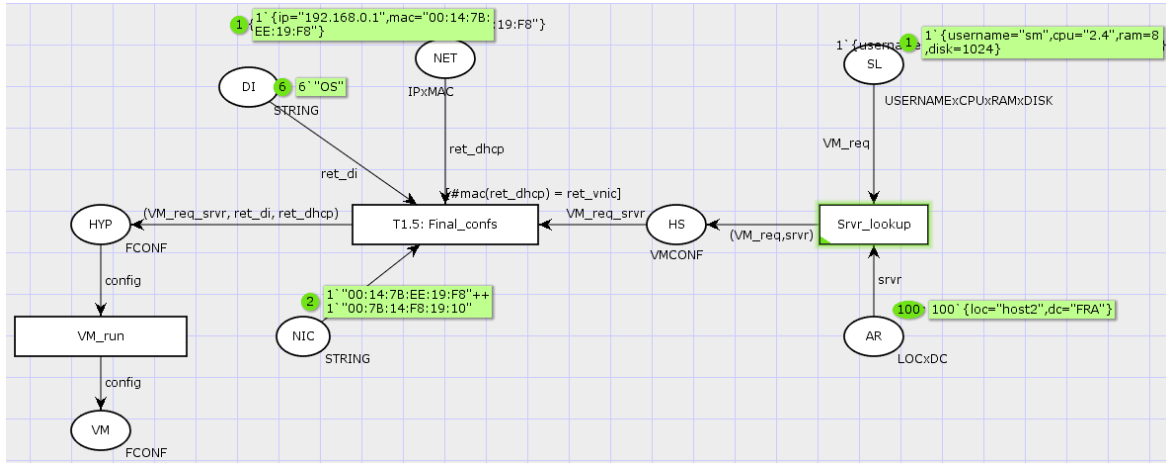 1
1`{ip="192.168.0.1",mac="00:14:7B:
EE:19:F8"}
:19:F8"}
NET
IPxMAC
DI
6
6`"OS"
STRING
1`{username
1
1`{username="sm",cpu="2.4",ram=8
,disk=1024}
SL
USERNAMExCPUxRAMxDISK
VM_req
ret_dhcp
ret_di
[#mac(ret_dhcp) = ret_vnic]
HYP
FCONF
(VM_req_srvr, ret_di, ret_dhcp)
T1.5: Final_confs
VM_req_srvr
HS
VMCONF
(VM_req,srvr)
Srvr_lookup
srvr
config
2
1`"00:14:7B:EE:19:F8"++
1`"00:7B:14:F8:19:10"
NIC
STRING
100
100`{loc="host2",dc="FRA"}
AR
LOCxDC
VM_run
config
VM
FCONF